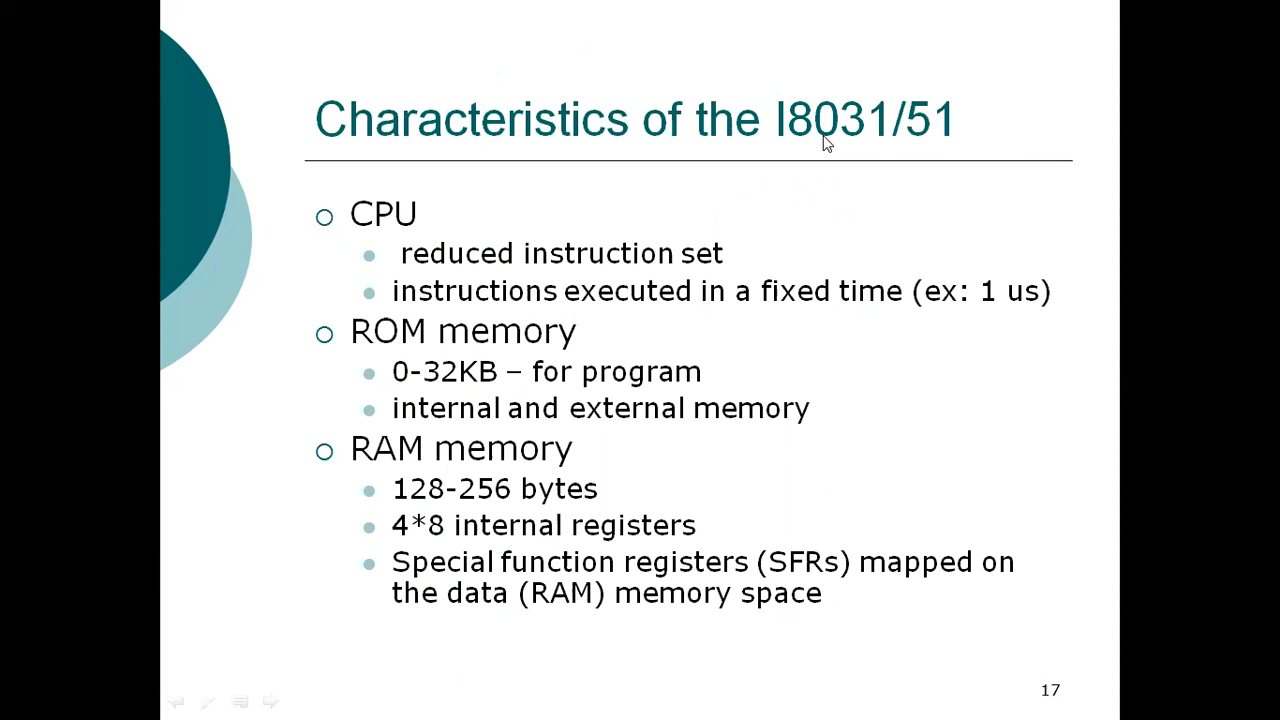 Characteristics of the I8031/51
CPU
reduced instruction set
instructions executed in a fixed time (ex: 1 us)
ROM memory
0-32KB – for program
internal and external memory
RAM memory
128-256 bytes
4*8 internal registers
Special function registers (SFRs) mapped on
the data (RAM) memory space
17